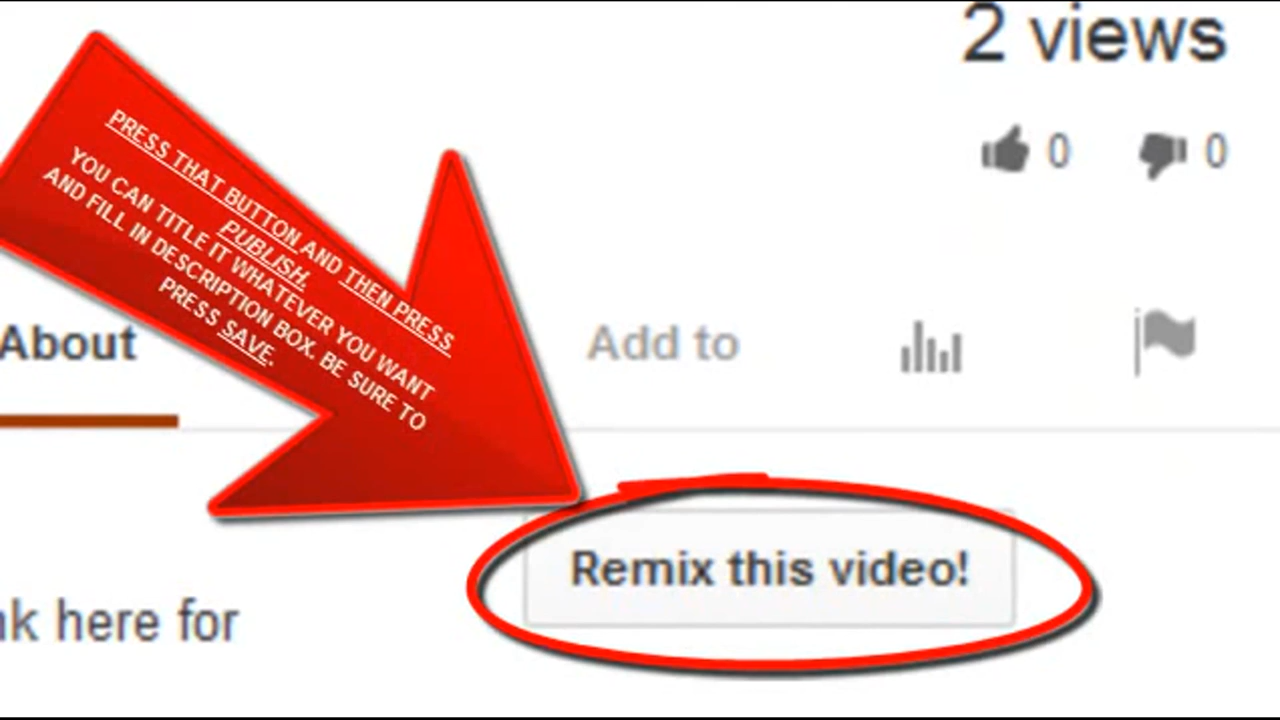 2 views
0 0
PRESS THAT BUTTON AND THEN PRESS
PUBLISH.
YOU CAN TITLE IT WHATEVER YOU WANT
AND FILL IN DESCRIPTION BOX. BE SURE TO
PRESS SAVE.
About
Add to
Remix this video!
nk here for